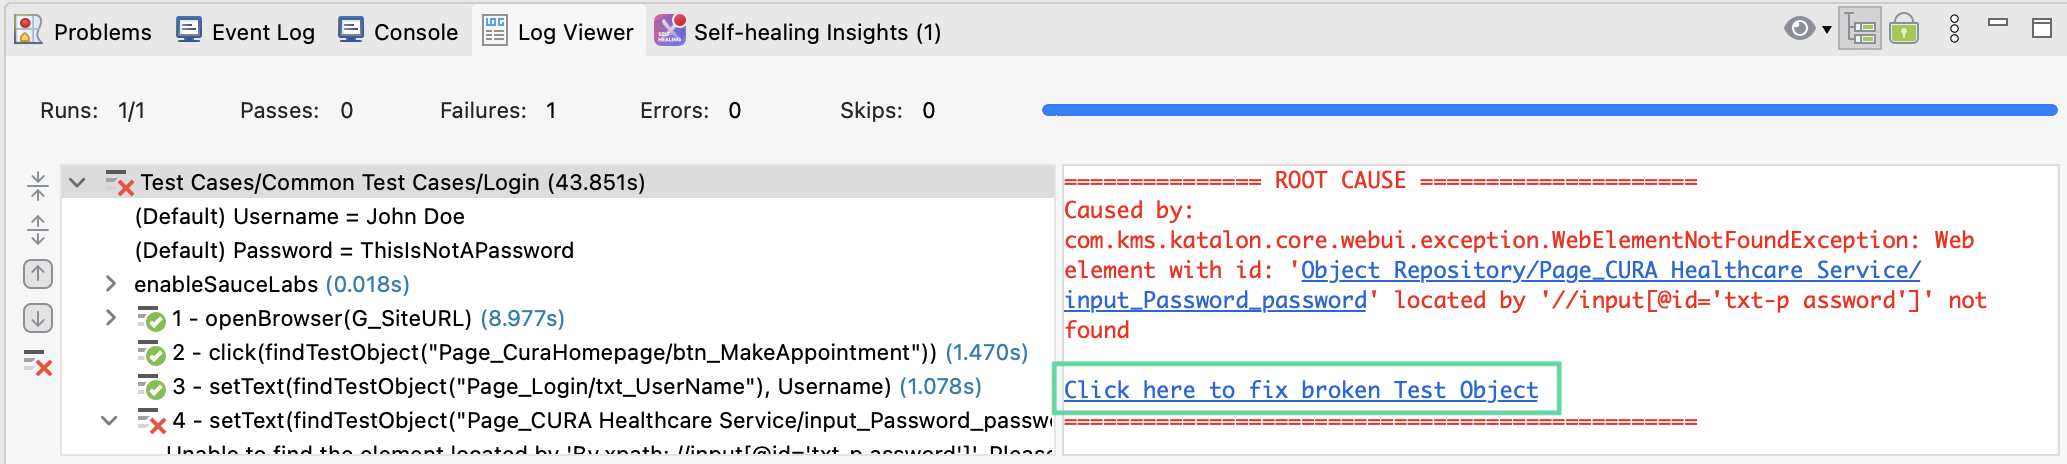 Problems Event Log Console Log Viewer Self-healing Insights (1)
Runs: 1/1 Passes: 0 Failures: 1 Errors: 0 Skips: 0
Test Cases/Common Test Cases/Login (43.851s)
(Default) Username = John Doe
(Default) Password = ThisIsNotAPassword
enableSauceLabs (0.018s)
1 - openBrowser(G_SiteURL) (8.977s)
2 - click(findTestObject("Page_CuraHomepage/btn_MakeAppointment")) (1.470s)
3 - setText(findTestObject("Page_Login/txt_UserName"), Username) (1.078s)
4 - setText(findTestObject("Page_CURA Healthcare Service/input_Password_passw
Unable to find the element located by 'By.xpath: //input[@id='txt-p assword']'. Please
=============== ROOT CAUSE =====================
Caused by:
com.kms.katalon.core.webui.exception.WebElementNotFoundException: Web
element with id: 'Object Repository/Page_CURA Healthcare Service/
input_Password_password' located by '//input[@id='txt-p assword']' not
found
Click here to fix broken Test Object
================================================